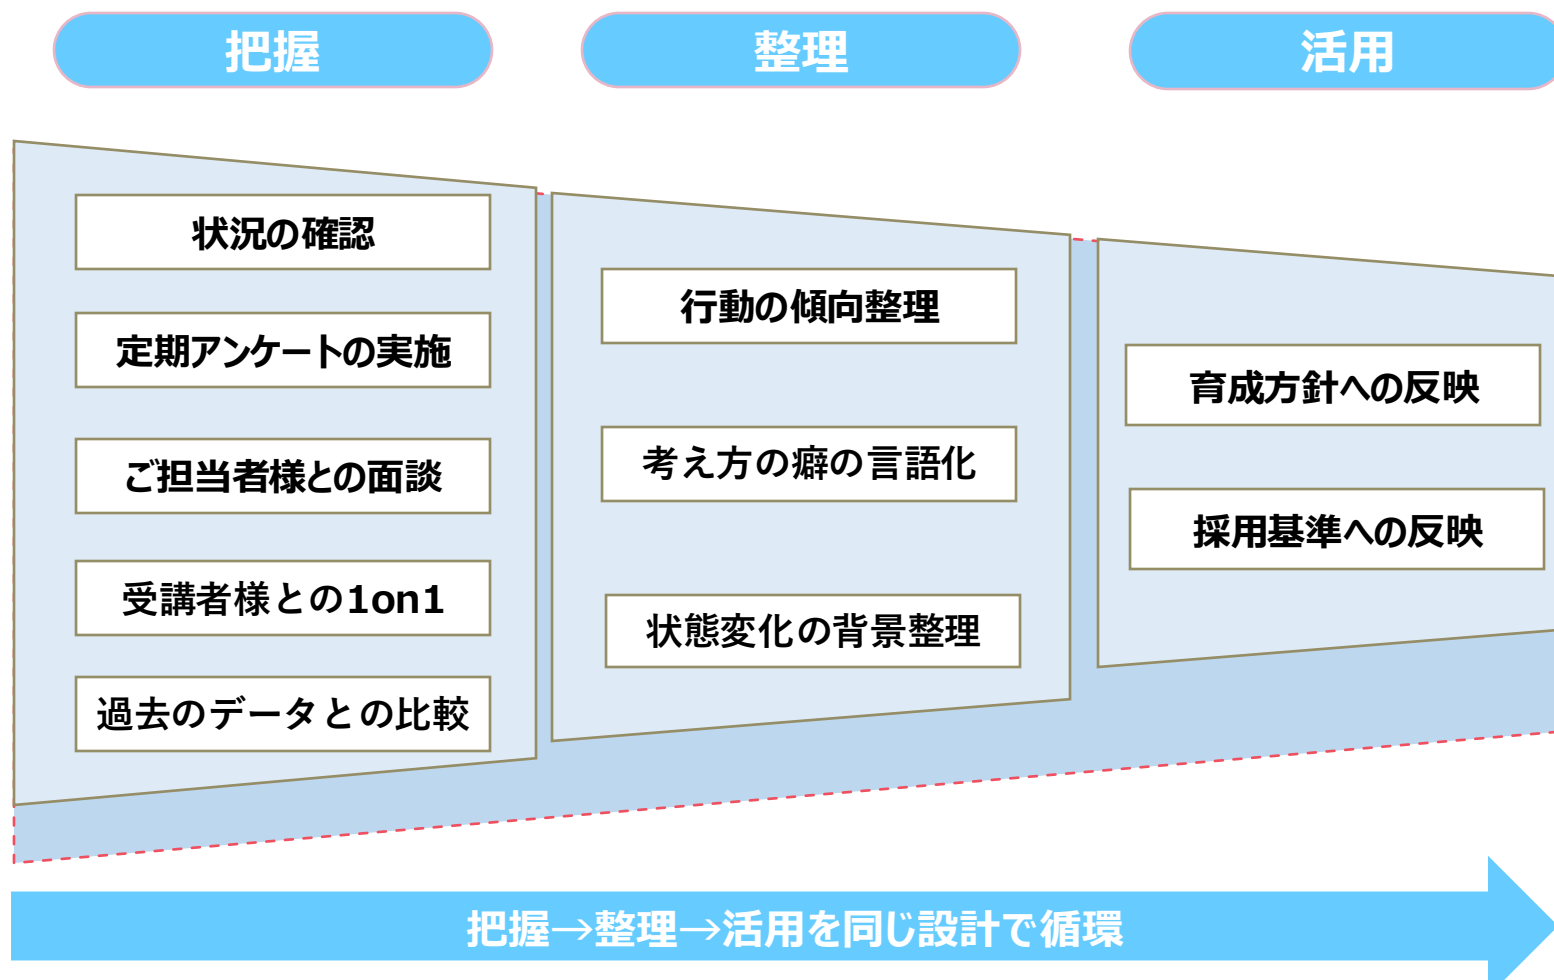 把握
整理
活用
状況の確認
定期アンケートの実施
ご担当者様との面談
受講者様との1on1
過去のデータとの比較
行動の傾向整理
考え方の癖の言語化
状態変化の背景整理
育成方針への反映
採用基準への反映
把握→整理→活用を同じ設計で循環